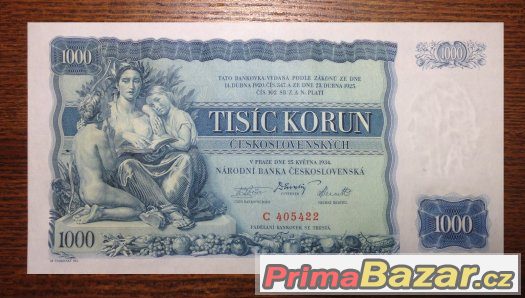 1000
1000
TATO BANKOVKA VYDANÁ PODLE ZÁKONŮ ZE DNE
14. DUBNA 1920, ČÍS. 347. A ZE DNE 23. DUBNA 1925,
ČÍS. 102 SB. Z. A N. PLATÍ
TISÍC KORUN
ČESKOSLOVENSKÝCH
V PRAZE DNE 25. KVĚTNA 1934.
NÁRODNÍ BANKA ČESKOSLOVENSKÁ
C 405422
PADĚLÁNÍ BANKOVEK SE TRESTÁ.
1000
1000
PrimaBazar.cz